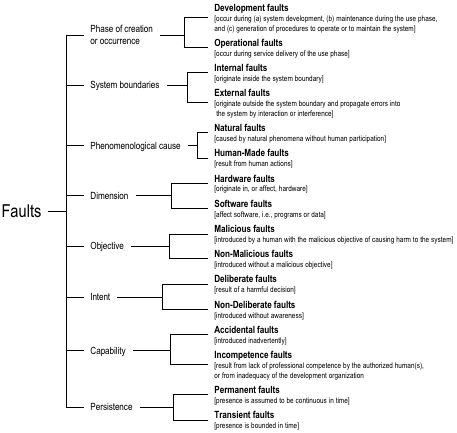 Faults
Phase of creation
or occurrence
Development faults
[occur during (a) system development, (b) maintenance during the use phase,
and (c) generation of procedures to operate or to maintain the system]
Operational faults
[occur during service delivery of the use phase]
System boundaries
Internal faults
[originate inside the system boundary]
External faults
[originate outside the system boundary and propagate errors into
the system by interaction or interference]
Phenomenological cause
Natural faults
[caused by natural phenomena without human participation]
Human-Made faults
[result from human actions]
Dimension
Hardware faults
[originate in, or affect, hardware]
Software faults
[affect software, i.e., programs or data]
Objective
Malicious faults
[introduced by a human with the malicious objective of causing harm to the system]
Non-Malicious faults
[introduced without a malicious objective]
Intent
Deliberate faults
[result of a harmful decision]
Non-Deliberate faults
[introduced without awareness]
Capability
Accidental faults
[introduced inadvertently]
Incompetence faults
[result from lack of professional competence by the authorized human(s),
or from inadequacy of the development organization
Persistence
Permanent faults
[presence is assumed to be continuous in time]
Transient faults
[presence is bounded in time]